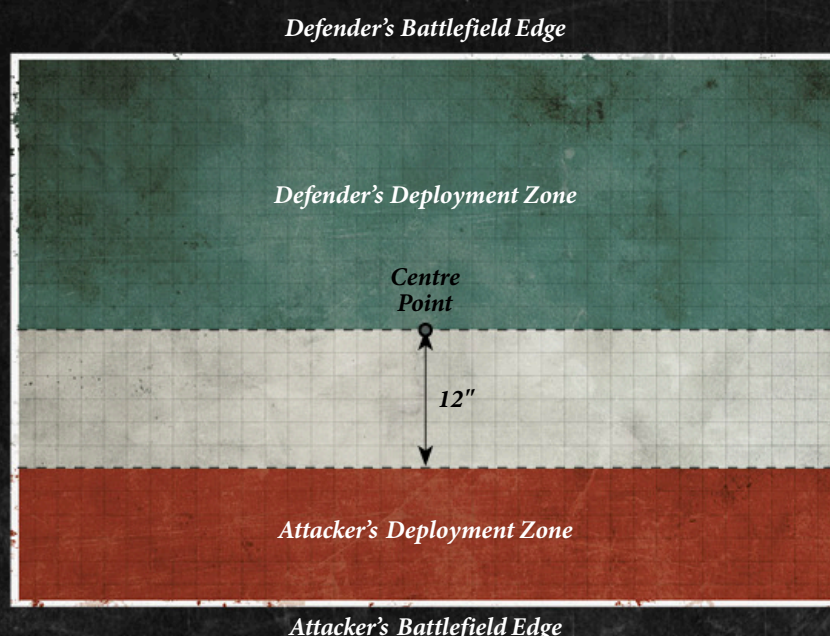 Defender’s Battlefield Edge
Defender’s Deployment Zone
Centre
Point
12"
Attacker’s Deployment Zone
Attacker’s Battlefield Edge